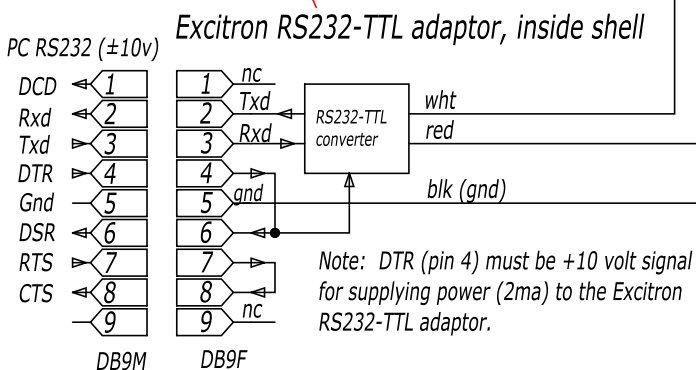 Excitron RS232-TTL adaptor, inside shell
PC RS232 (±10v)
DCD 1 1 nc
Rxd 2 2 Txd RS232-TTL wht
Txd 3 3 Rxd converter red
DTR 4 4
Gnd 5 5 gnd blk (gnd)
DSR 6 6
RTS 7 7
CTS 8 8
9 9 nc
Note: DTR (pin 4) must be +10 volt signal
for supplying power (2ma) to the Excitron
RS232-TTL adaptor.
DB9M DB9F